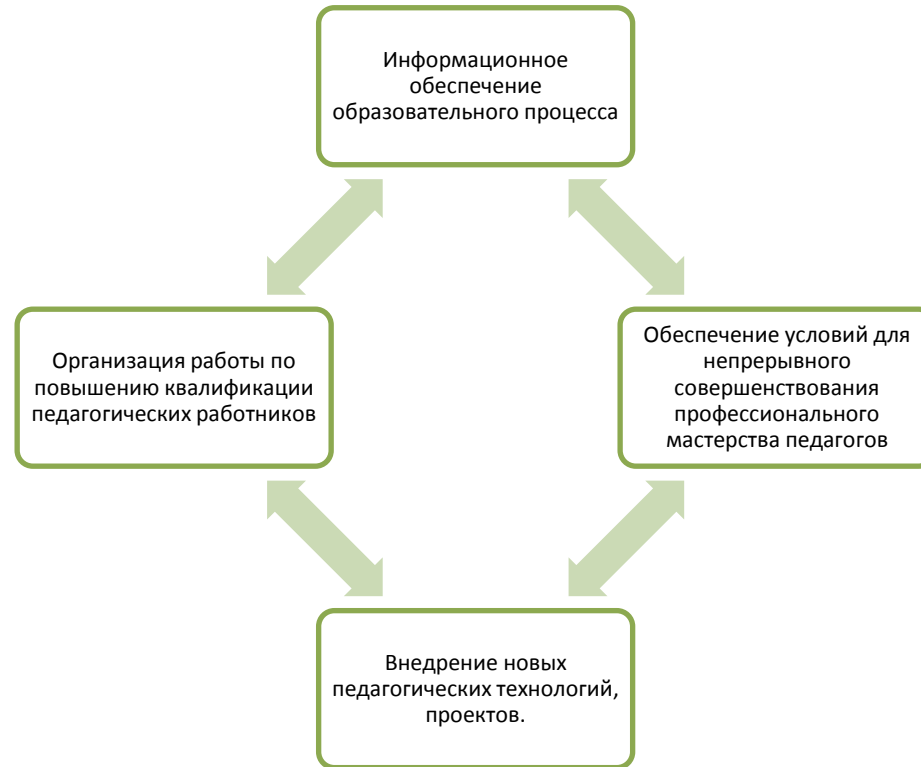 Информационное
обеспечение
образовательного процесса
Организация работы по
повышению квалификации
педагогических работников
Обеспечение условий для
непрерывного
совершенствования
профессионального
мастерства педагогов
Внедрение новых
педагогических технологий,
проектов.